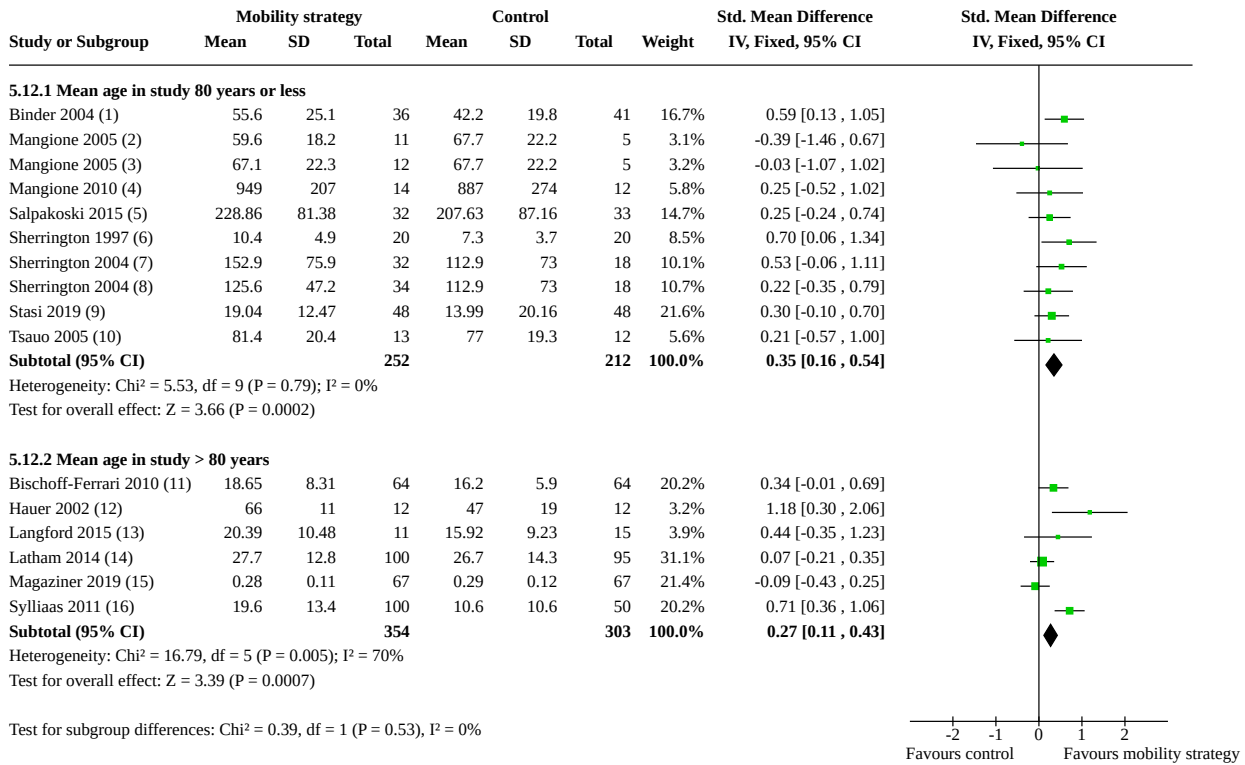 Mobility strategy Control Std. Mean Difference Std. Mean Difference
Study or Subgroup Mean SD Total Mean SD Total Weight IV, Fixed, 95% CI IV, Fixed, 95% CI
5.12.1 Mean age in study 80 years or less
Binder 2004 (1) 55.6 25.1 36 42.2 19.8 41 16.7% 0.59 [0.13 , 1.05]
Mangione 2005 (2) 59.6 18.2 11 67.7 22.2 5 3.1% -0.39 [-1.46 , 0.67]
Mangione 2005 (3) 67.1 22.3 12 67.7 22.2 5 3.2% -0.03 [-1.07 , 1.02]
Mangione 2010 (4) 949 207 14 887 274 12 5.8% 0.25 [-0.52 , 1.02]
Salpakoski 2015 (5) 228.86 81.38 32 207.63 87.16 33 14.7% 0.25 [-0.24 , 0.74]
Sherrington 1997 (6) 10.4 4.9 20 7.3 3.7 20 8.5% 0.70 [0.06 , 1.34]
Sherrington 2004 (7) 152.9 75.9 32 112.9 73 18 10.1% 0.53 [-0.06 , 1.11]
Sherrington 2004 (8) 125.6 47.2 34 112.9 73 18 10.7% 0.22 [-0.35 , 0.79]
Stasi 2019 (9) 19.04 12.47 48 13.99 20.16 48 21.6% 0.30 [-0.10 , 0.70]
Tsauo 2005 (10) 81.4 20.4 13 77 19.3 12 5.6% 0.21 [-0.57 , 1.00]
Subtotal (95% CI) 252 212 100.0% 0.35 [0.16 , 0.54]
Heterogeneity: Chi² = 5.53, df = 9 (P = 0.79); I² = 0%
Test for overall effect: Z = 3.66 (P = 0.0002)
5.12.2 Mean age in study > 80 years
Bischoff-Ferrari 2010 (11) 18.65 8.31 64 16.2 5.9 64 20.2% 0.34 [-0.01 , 0.69]
Hauer 2002 (12) 66 11 12 47 19 12 3.2% 1.18 [0.30 , 2.06]
Langford 2015 (13) 20.39 10.48 11 15.92 9.23 15 3.9% 0.44 [-0.35 , 1.23]
Latham 2014 (14) 27.7 12.8 100 26.7 14.3 95 31.1% 0.07 [-0.21 , 0.35]
Magaziner 2019 (15) 0.28 0.11 67 0.29 0.12 67 21.4% -0.09 [-0.43 , 0.25]
Sylliaas 2011 (16) 19.6 13.4 100 10.6 10.6 50 20.2% 0.71 [0.36 , 1.06]
Subtotal (95% CI) 354 303 100.0% 0.27 [0.11 , 0.43]
Heterogeneity: Chi² = 16.79, df = 5 (P = 0.005); I² = 70%
Test for overall effect: Z = 3.39 (P = 0.0007)
Test for subgroup differences: Chi² = 0.39, df = 1 (P = 0.53), I² = 0%
-2 -1 0 1 2
Favours control Favours mobility strategy